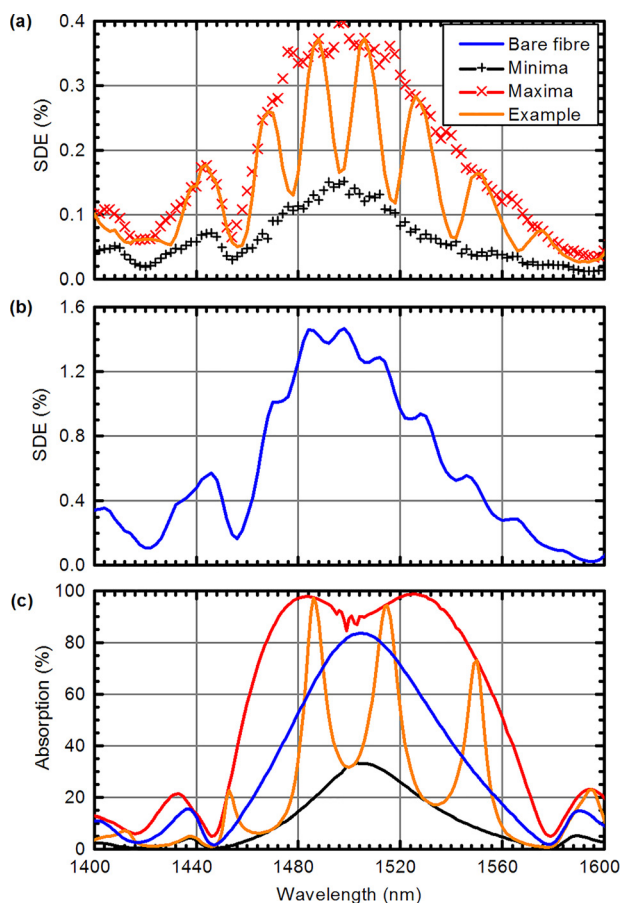 (a)
SDE (%)
0.4
0.3
0.2
0.1
0.0
Bare fibre
Minima
Maxima
Example
(b)
SDE (%)
1.6
1.2
0.8
0.4
0.0
(c)
Absorption (%)
100
80
60
40
20
0
1400 1440 1480 1520 1560 1600
Wavelength (nm)